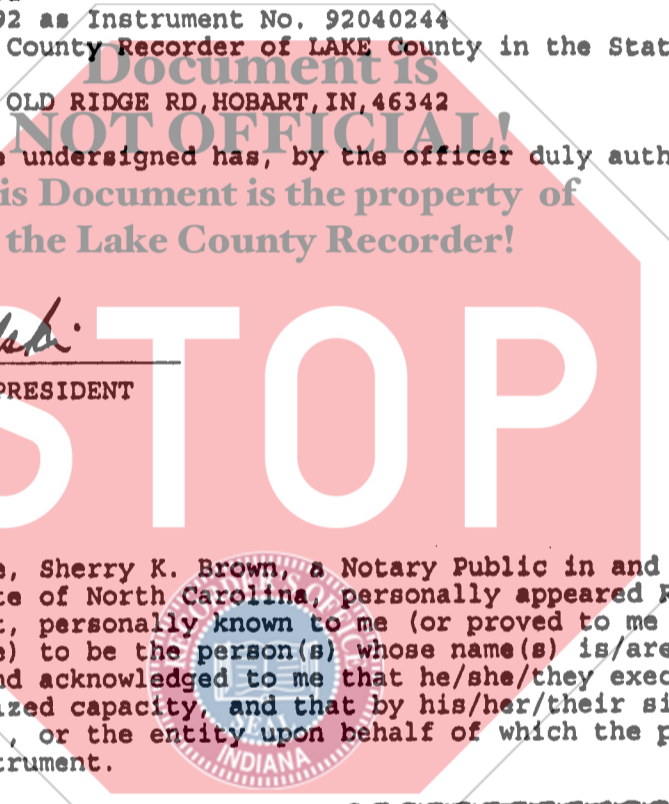 92 as Instrument No. 92040244
County Recorder of LAKE County in the Stat
Document is
OLD RIDGE RD,HOBART,IN,46342
NOT OFFICIAL!
e undersigned has, by the officer duly auth
is Document is the property of
the Lake County Recorder!
STOP
PRESIDENT
e, Sherry K. Brown, a Notary Public in and
te of North Carolina, personally appeared R
t, personally known to me (or proved to me
e) to be the person(s) whose name(s) is/are
nd acknowledged to me that he/she/they exec
ized capacity, and that by his/her/their si
, or the entity upon behalf of which the p
trument.
RECORDER'S OFFICE
SEAL
INDIANA